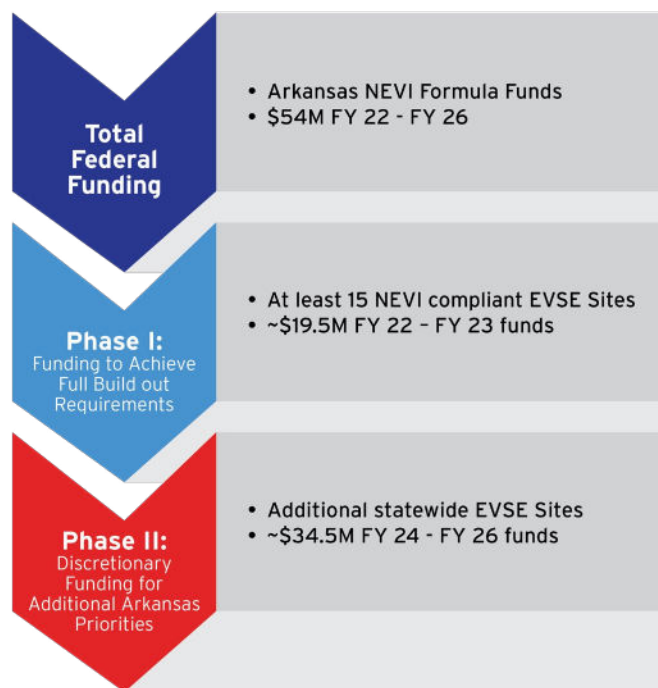 Total
Federal
Funding
• Arkansas NEVI Formula Funds
• $54M FY 22 - FY 26
Phase I:
Funding to Achieve
Full Build out
Requirements
• At least 15 NEVI compliant EVSE Sites
• ~$19.5M FY 22 – FY 23 funds
Phase II:
Discretionary
Funding for
Additional Arkansas
Priorities
• Additional statewide EVSE Sites
• ~$34.5M FY 24 - FY 26 funds